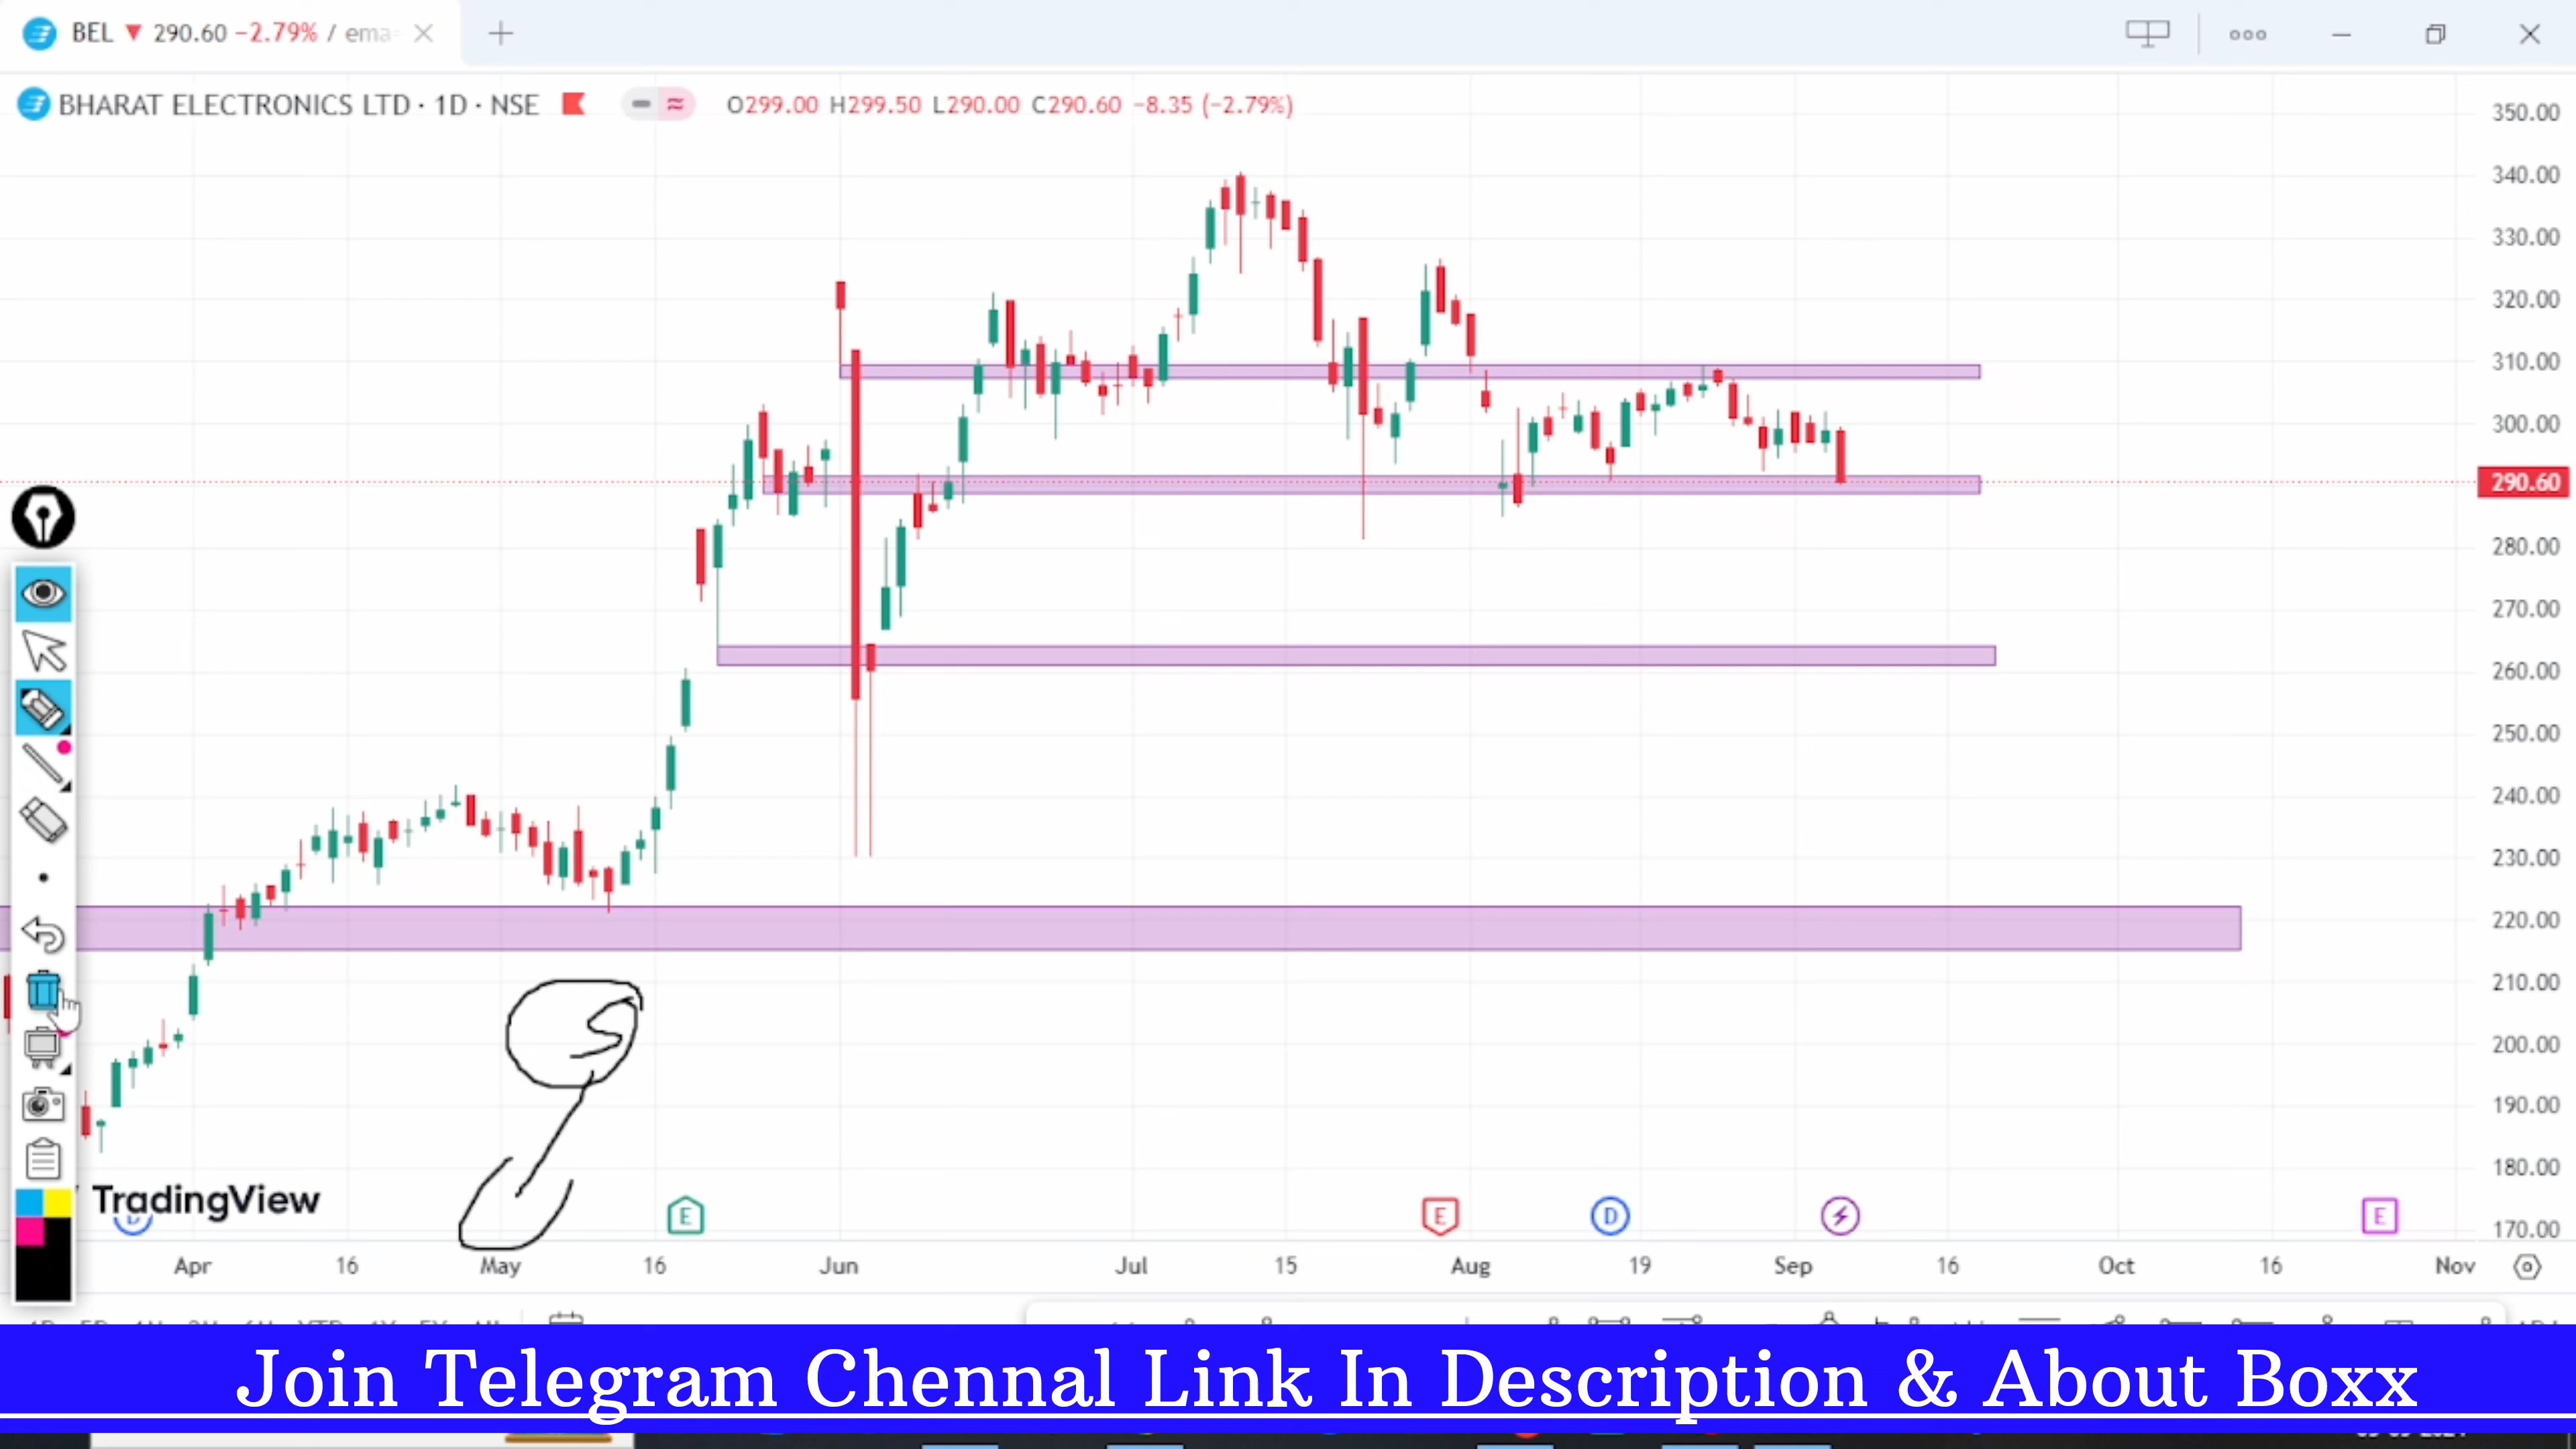 BEL ▼ 290.60 −2.79% / ema
BHARAT ELECTRONICS LTD · 1D · NSE
O299.00 H299.50 L290.00 C290.60 −8.35 (−2.79%)
350.00
340.00
330.00
320.00
310.00
300.00
290.60
280.00
270.00
260.00
250.00
240.00
230.00
220.00
210.00
200.00
190.00
180.00
170.00
TradingView
D E E D E
Apr 16 May 16 Jun Jul 15 Aug 19 Sep 16 Oct 16 Nov
Join Telegram Chennal Link In Description & About Boxx